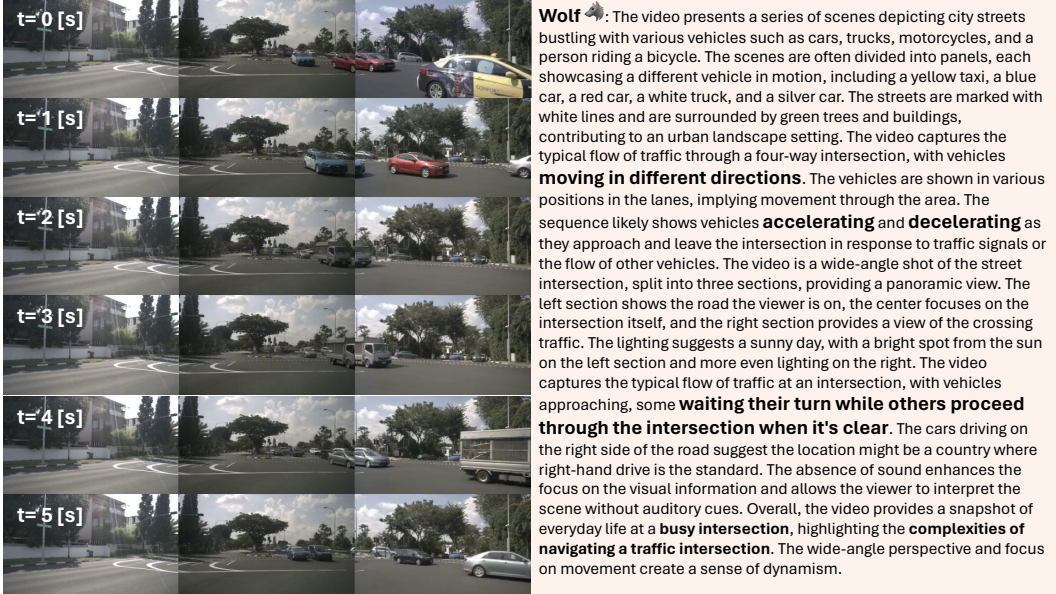 t= 0 [s]
t= 1 [s]
t= 2 [s]
t= 3 [s]
t= 4 [s]
t= 5 [s]
COMFORT
Wolf : The video presents a series of scenes depicting city streets
bustling with various vehicles such as cars, trucks, motorcycles, and a
person riding a bicycle. The scenes are often divided into panels, each
showcasing a different vehicle in motion, including a yellow taxi, a blue
car, a red car, a white truck, and a silver car. The streets are marked with
white lines and are surrounded by green trees and buildings,
contributing to an urban landscape setting. The video captures the
typical flow of traffic through a four-way intersection, with vehicles
moving in different directions. The vehicles are shown in various
positions in the lanes, implying movement through the area. The
sequence likely shows vehicles accelerating and decelerating as
they approach and leave the intersection in response to traffic signals or
the flow of other vehicles. The video is a wide-angle shot of the street
intersection, split into three sections, providing a panoramic view. The
left section shows the road the viewer is on, the center focuses on the
intersection itself, and the right section provides a view of the crossing
traffic. The lighting suggests a sunny day, with a bright spot from the sun
on the left section and more even lighting on the right. The video
captures the typical flow of traffic at an intersection, with vehicles
approaching, some waiting their turn while others proceed
through the intersection when it's clear. The cars driving on
the right side of the road suggest the location might be a country where
right-hand drive is the standard. The absence of sound enhances the
focus on the visual information and allows the viewer to interpret the
scene without auditory cues. Overall, the video provides a snapshot of
everyday life at a busy intersection, highlighting the complexities of
navigating a traffic intersection. The wide-angle perspective and focus
on movement create a sense of dynamism.